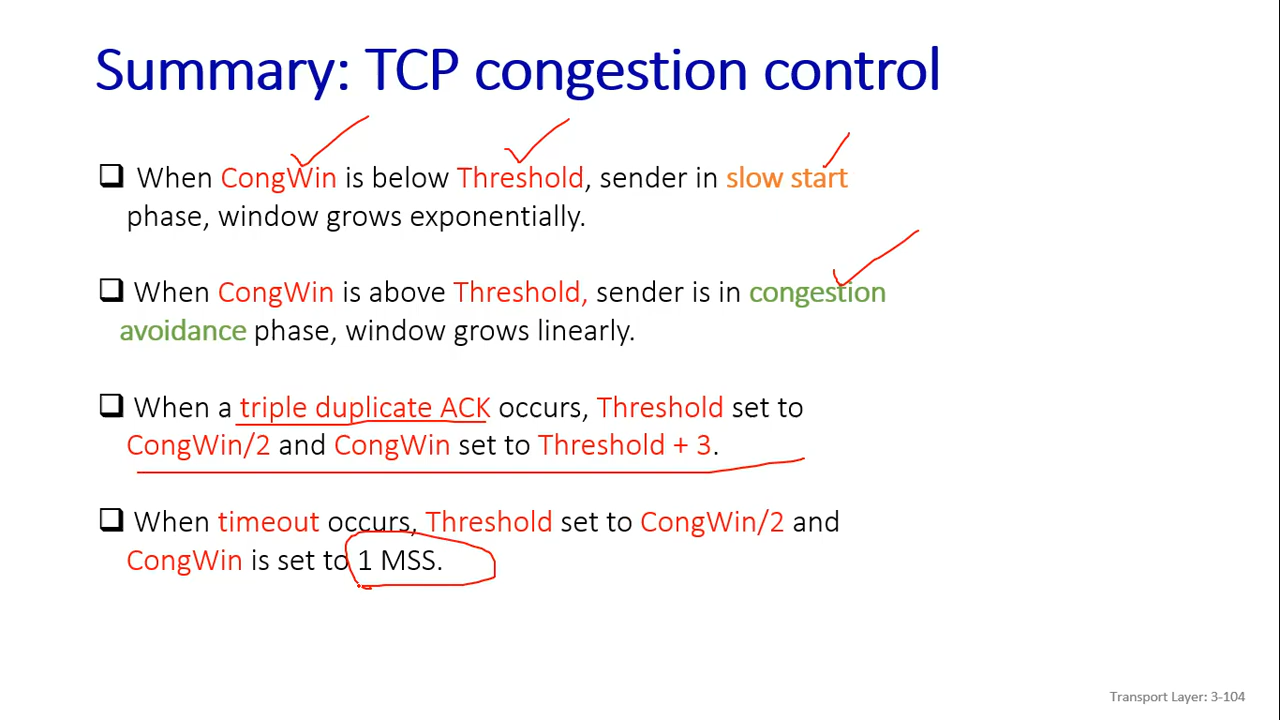 Summary: TCP congestion control
❑ When CongWin is below Threshold, sender in slow start
phase, window grows exponentially.
❑ When CongWin is above Threshold, sender is in congestion
avoidance phase, window grows linearly.
❑ When a triple duplicate ACK occurs, Threshold set to
CongWin/2 and CongWin set to Threshold + 3.
❑ When timeout occurs, Threshold set to CongWin/2 and
CongWin is set to 1 MSS.
Transport Layer: 3-104